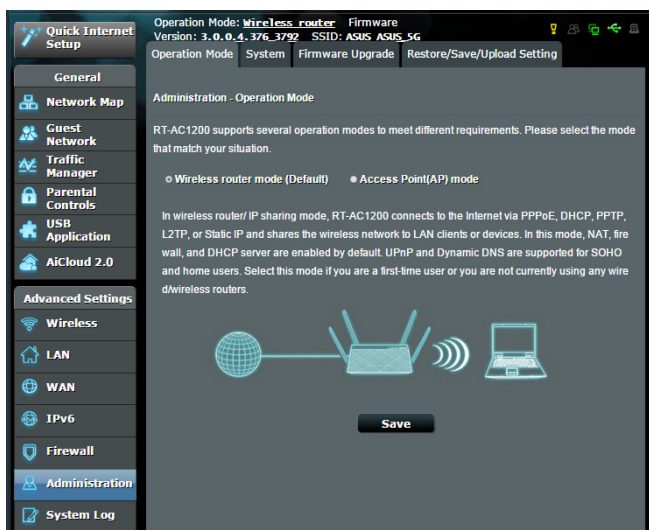 Quick Internet
Setup
General
Network Map
Guest
Network
Traffic
Manager
Parental
Controls
USB
Application
AiCloud 2.0
Advanced Settings
Wireless
LAN
WAN
IPv6
Firewall
Administration
System Log
Operation Mode: Wireless router Firmware
Version: 3.0.0.4.376_3792 SSID: ASUS ASUS_5G
Operation Mode System Firmware Upgrade Restore/Save/Upload Setting
Administration - Operation Mode
RT-AC1200 supports several operation modes to meet different requirements. Please select the mode
that match your situation.
Wireless router mode (Default) Access Point(AP) mode
In wireless router/ IP sharing mode, RT-AC1200 connects to the Internet via PPPoE, DHCP, PPTP,
L2TP, or Static IP and shares the wireless network to LAN clients or devices. In this mode, NAT, fire
wall, and DHCP server are enabled by default. UPnP and Dynamic DNS are supported for SOHO
and home users. Select this mode if you are a first-time user or you are not currently using any wire
d/wireless routers.
Save